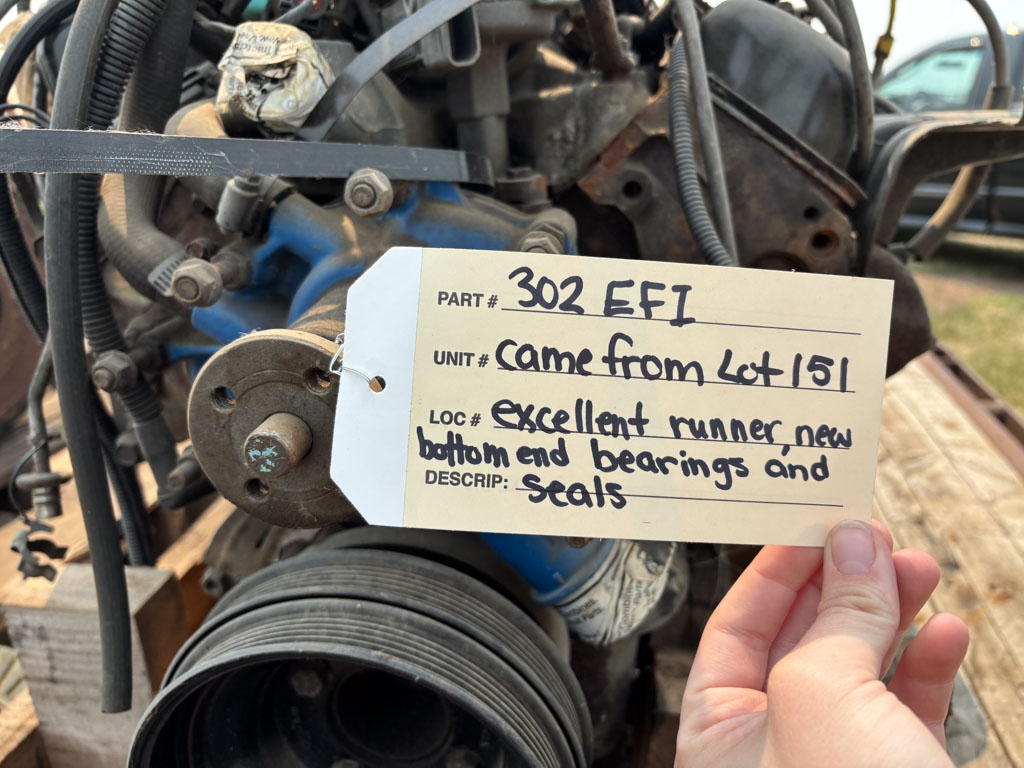 PART # 302 EFI
UNIT # came from Lot 151
LOC # excellent runner, new
bottom end bearings and
DESCRIP: seals